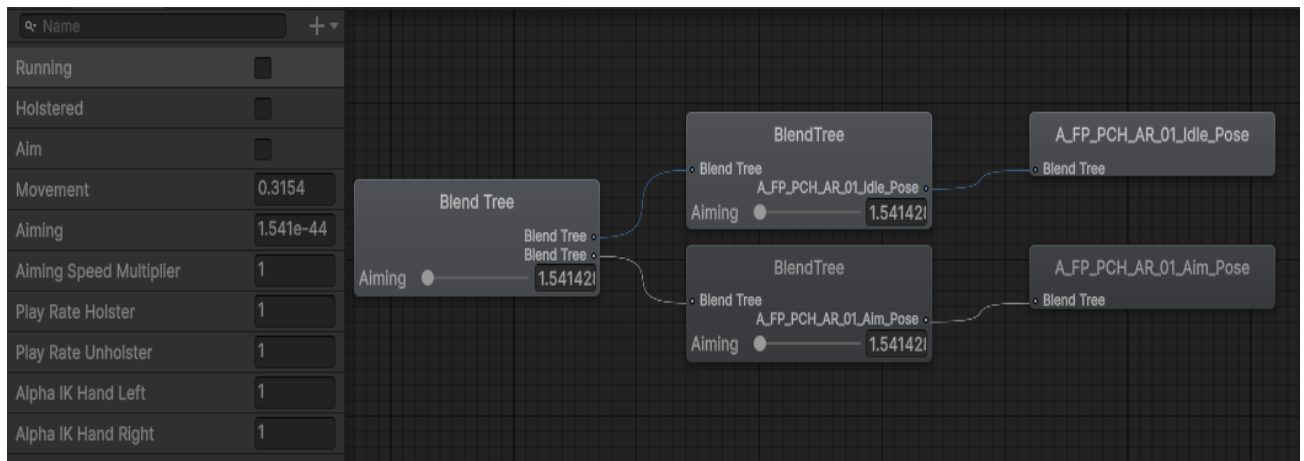 Name
Running
Holstered
Aim
Movement 0.3154
Aiming 1.541e-44
Aiming Speed Multiplier 1
Play Rate Holster 1
Play Rate Unholster 1
Alpha IK Hand Left 1
Alpha IK Hand Right 1
Blend Tree
Blend Tree
Blend Tree
Aiming 1.54142
BlendTree
Blend Tree
A_FP_PCH_AR_01_Idle_Pose
Aiming 1.54142
BlendTree
Blend Tree
A_FP_PCH_AR_01_Aim_Pose
Aiming 1.54142
A_FP_PCH_AR_01_Idle_Pose
Blend Tree
A_FP_PCH_AR_01_Aim_Pose
Blend Tree